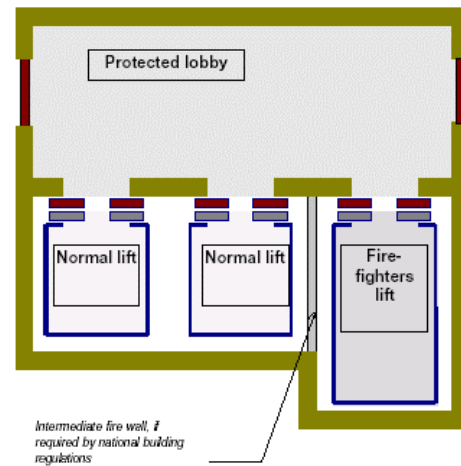 Protected lobby
Normal lift
Normal lift
Fire-
fighters
lift
Intermediate fire wall, if
required by national building
regulations